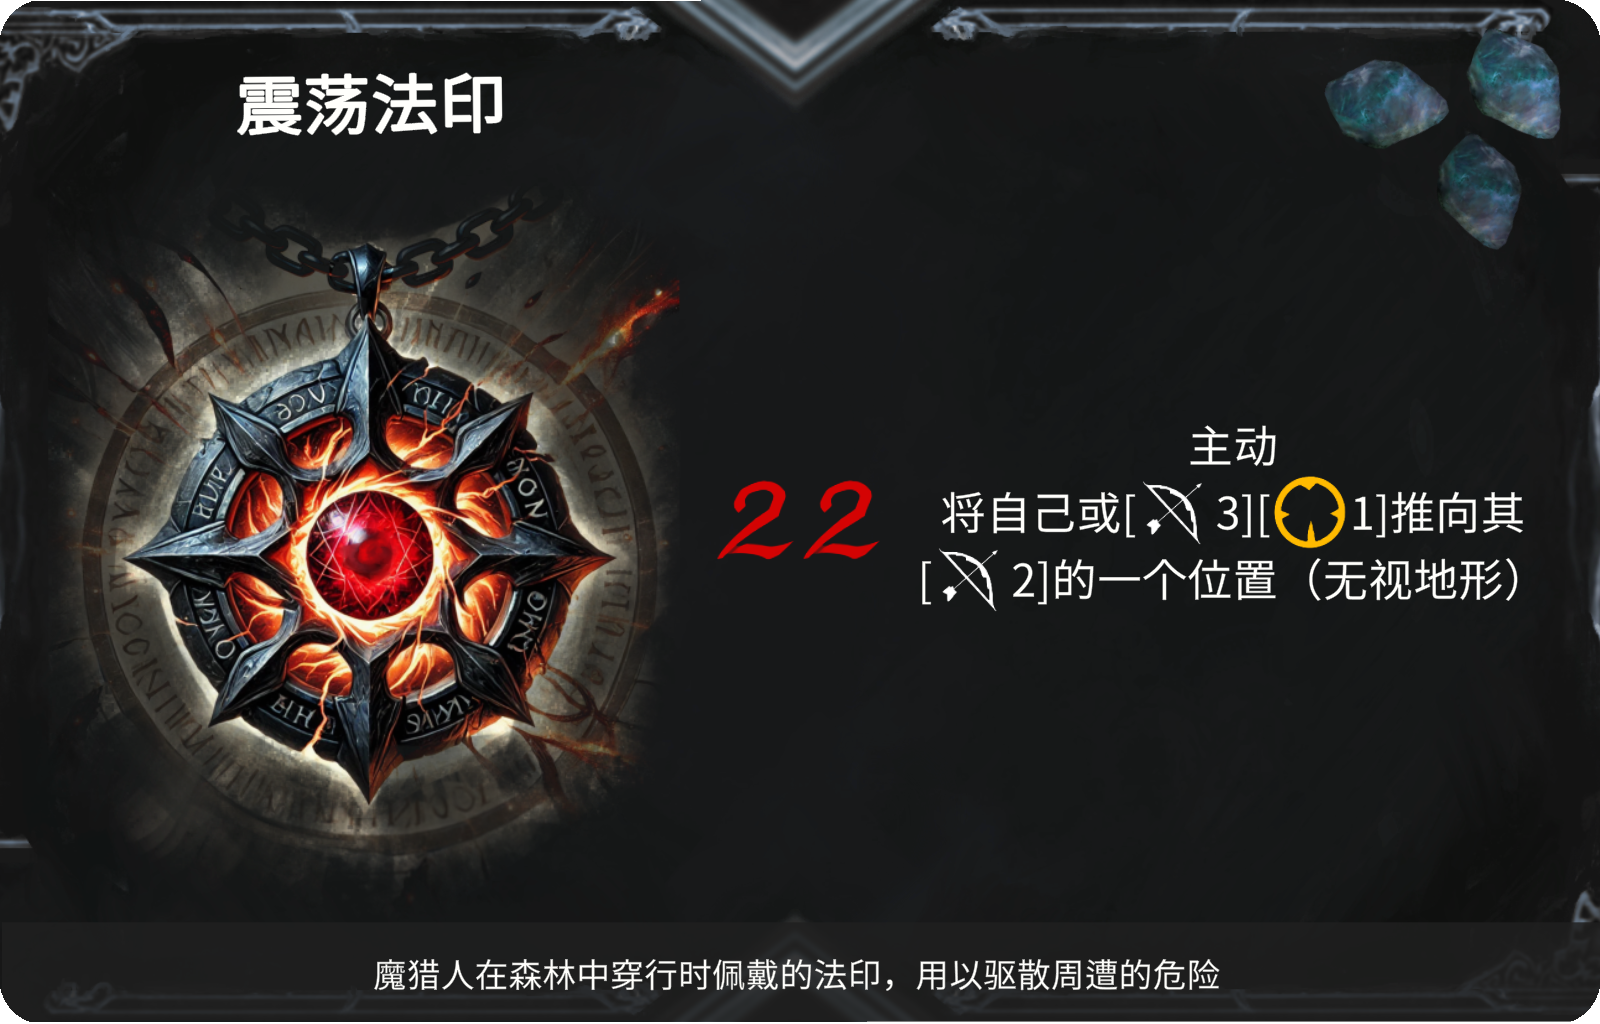 震荡法印
22
主动
将自己或[3][1]推向其
[2]的一个位置（无视地形）
魔猎人在森林中穿行时佩戴的法印，用以驱散周遭的危险